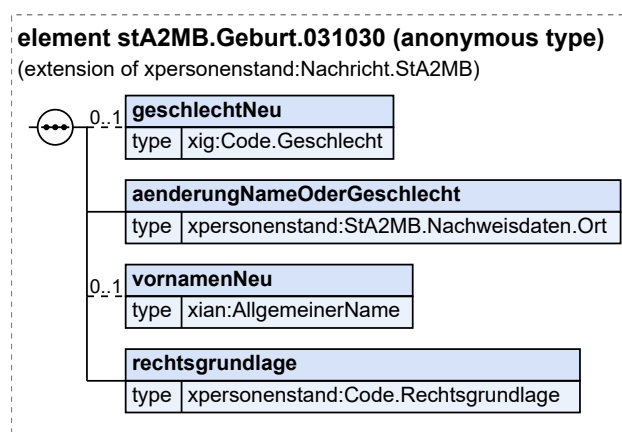 element stA2MB.Geburt.031030 (anonymous type)
(extension of xpersonenstand:Nachricht.StA2MB)
0..1 geschlechtNeu
type xig:Code.Geschlecht
aenderungNameOderGeschlecht
type xpersonenstand:StA2MB.Nachweisdaten.Ort
0..1 vornamenNeu
type xian:AllgemeinerName
rechtsgrundlage
type xpersonenstand:Code.Rechtsgrundlage